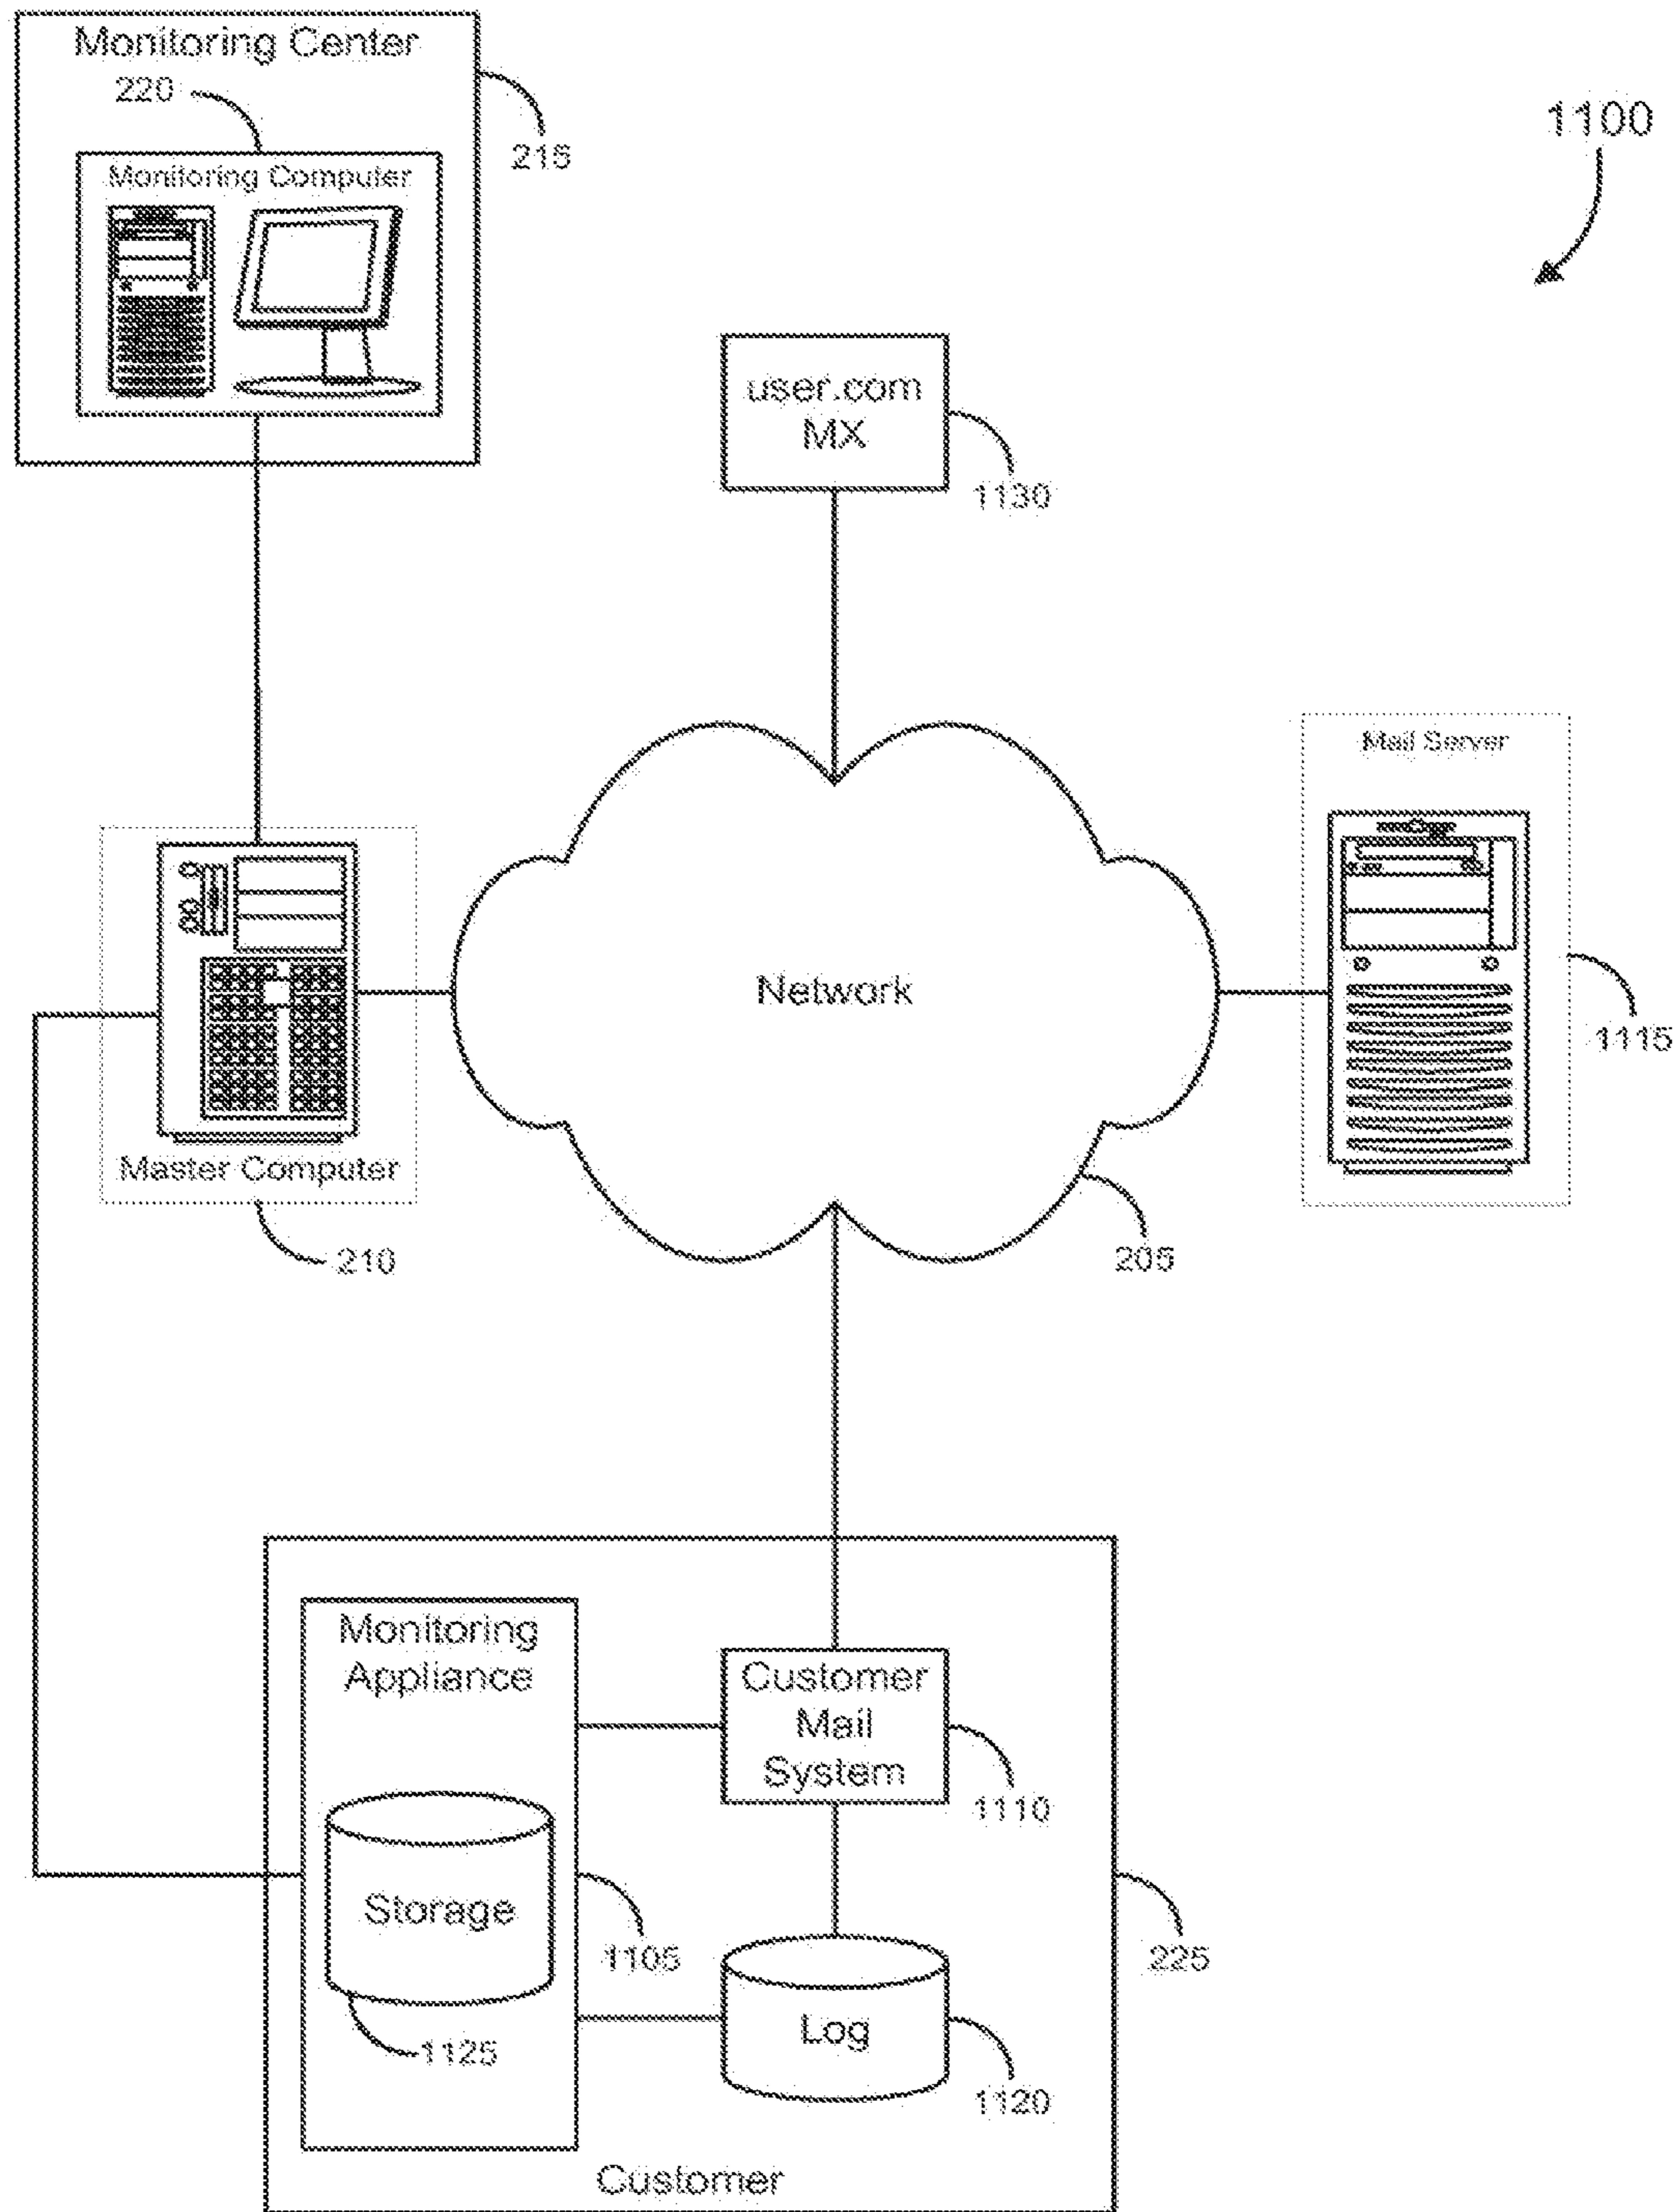 Monitoring Center
220
215
Monitoring Computer
1100
user.com
MX
1130
Mail Server
Network
1115
Master Computer
210
205
Monitoring
Appliance
Customer
Mail
System
1110
Storage
1105
225
Log
1125
1120
Customer